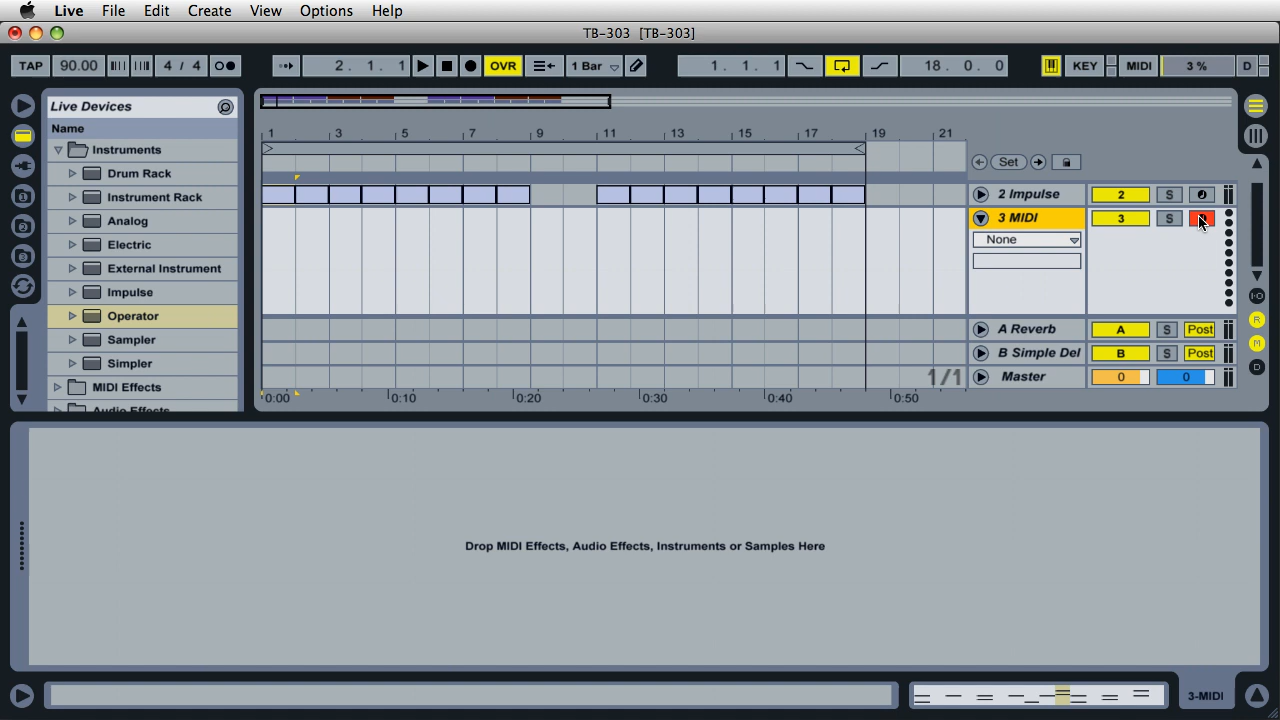 Live File Edit Create View Options Help
TB-303 [TB-303]
TAP 90.00 4 / 4 2. 1. 1 OVR 1 Bar 1. 1. 1 18. 0. 0 KEY MIDI 3 % D
Live Devices
Name
Instruments
Drum Rack
Instrument Rack
Analog
Electric
External Instrument
Impulse
Operator
Sampler
Simpler
MIDI Effects
Audio Effects
1 3 5 7 9 11 13 15 17 19 21
Set
2 Impulse 2 S
3 MIDI 3 S
None
A Reverb A S Post
B Simple Del B S Post
1/1 Master 0 0
0:00 0:10 0:20 0:30 0:40 0:50
I·O
R
M
D
Drop MIDI Effects, Audio Effects, Instruments or Samples Here
3-MIDI